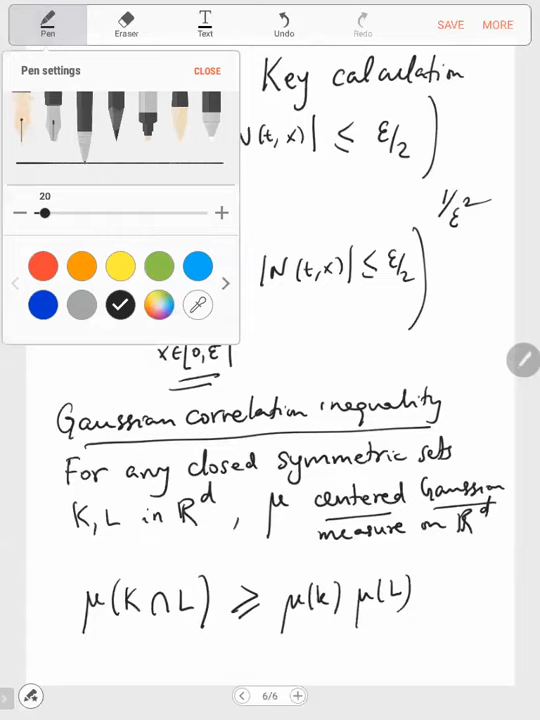 Pen
Eraser
Text
Undo
Redo
SAVE
MORE
Pen settings
CLOSE
20
Key calculation
N(t,x)| ≤ ε/2)
1/ε²
|N(t,x)| ≤ ε/2)
x∈[0,ε]
Gaussian correlation inequality
For any closed symmetric sets
K, L in ℝ^d, μ centered Gaussian
measure on ℝ^d
μ(K∩L) ≥ μ(K) μ(L)
6/6